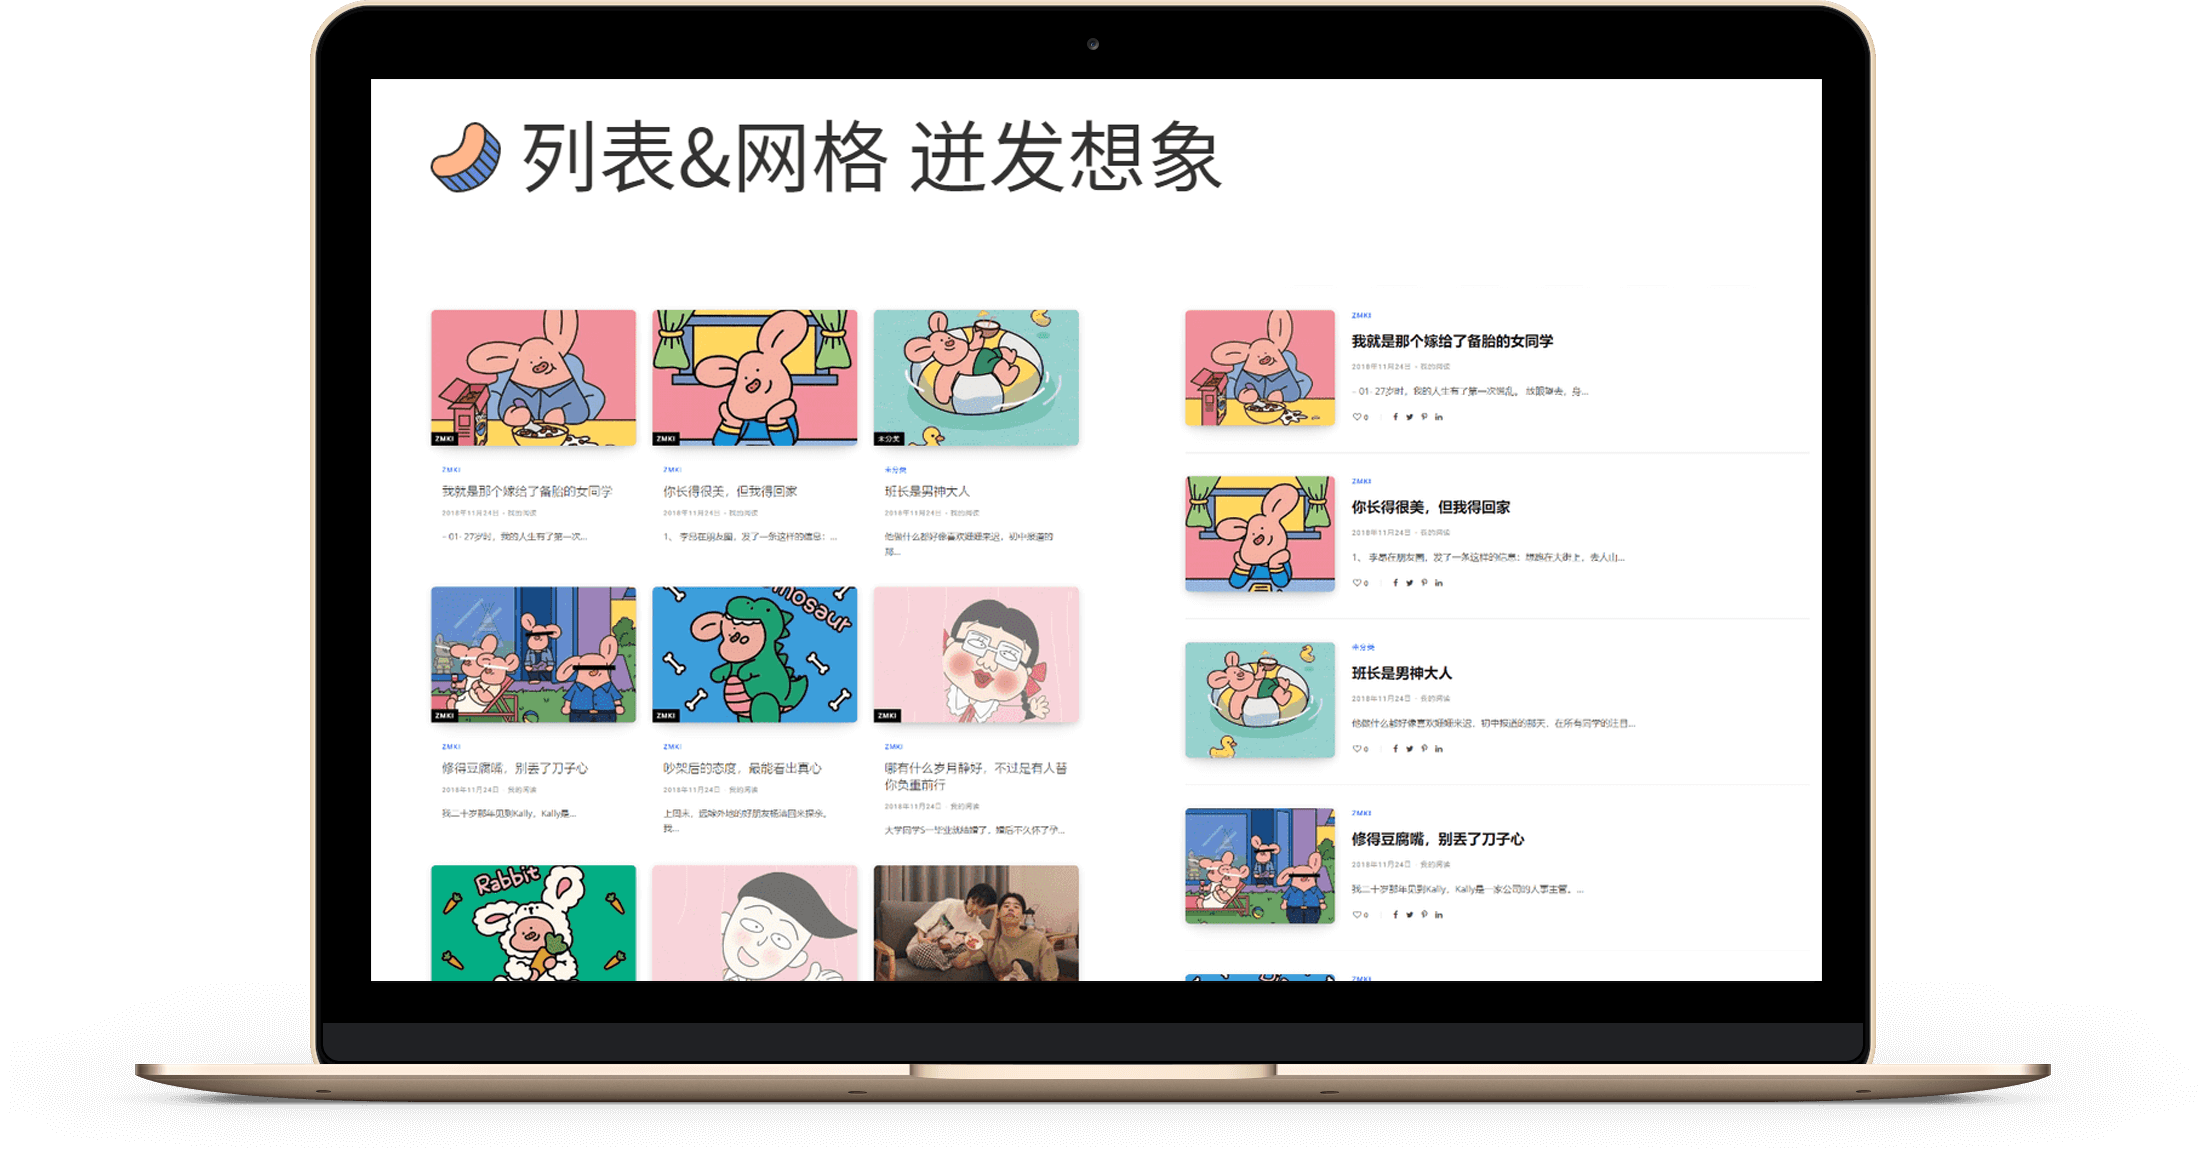 列表&网格 迸发想象
ZMKI
ZMKI
未分类
ZMKI
我就是那个嫁给了备胎的女同学
2018年11月24日 - 我的阅读
- 01- 27岁时，我的人生有了第一次...
ZMKI
你长得很美，但我得回家
2018年11月24日 - 我的阅读
1、 李昂在朋友圈，发了一条这样的信息：...
未分类
班长是男神大人
2018年11月24日 - 我的阅读
他做什么都好像喜欢姗姗来迟，初中报道的
那...
ZMKI
nosaur
ZMKI
ZMKI
ZMKI
修得豆腐嘴，别丢了刀子心
2018年11月24日 · 我的阅读
我二十岁那年见到Kally，Kally是...
ZMKI
吵架后的态度，最能看出真心
2018年11月24日 · 我的阅读
上周末，远嫁外地的好朋友杨洁回来探亲。
我...
ZMKI
哪有什么岁月静好，不过是有人替
你负重前行
2018年11月24日 · 我的阅读
大学同学S一毕业就结婚了，婚后不久怀了孕...
Rabbit
ZMKI
我就是那个嫁给了备胎的女同学
2018年11月24日 - 我的阅读
- 01- 27岁时，我的人生有了第一次慌乱。 放眼望去，身...
0
ZMKI
你长得很美，但我得回家
2018年11月24日 - 我的阅读
1、 李昂在朋友圈，发了一条这样的信息：想跑在大街上，去人山...
0
未分类
班长是男神大人
2018年11月24日 · 我的阅读
他做什么都好像喜欢姗姗来迟，初中报道的那天，在所有同学的注目...
0
ZMKI
修得豆腐嘴，别丢了刀子心
2018年11月24日 · 我的阅读
我二十岁那年见到Kally，Kally是一家公司的人事主管。...
0
ZMKI